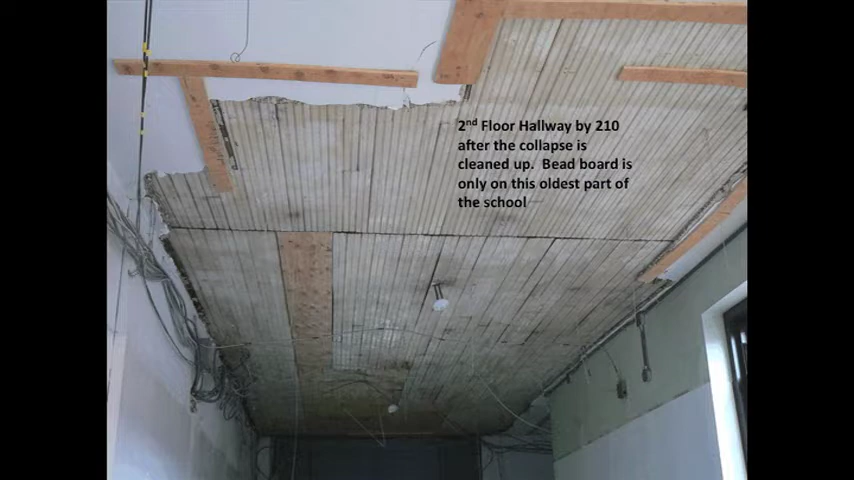 2nd Floor Hallway by 210
after the collapse is
cleaned up. Bead board is
only on this oldest part of
the school